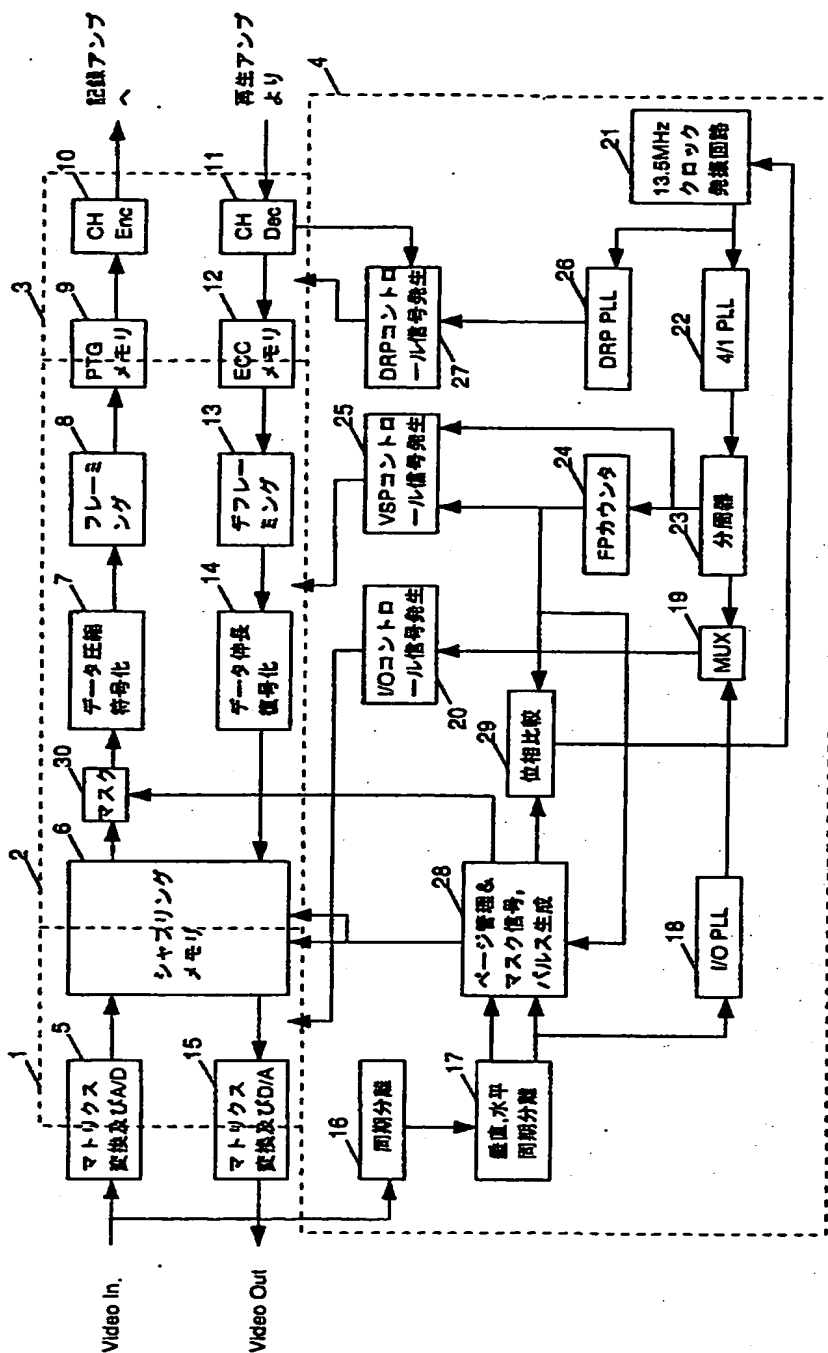 Video In.
Video Out
1
2
3
4
5
マトリクス
変換及びA/D
6
シャフリング
メモリ
30
マスク
7
データ圧縮
符号化
8
フレーミ
ング
9
PTG
メモリ
10
CH
Enc
記録アンプ
へ
15
マトリクス
変換及びD/A
14
データ伸長
復号化
13
デフレー
ミング
12
ECC
メモリ
11
CH
Dec
再生アンプ
より
16
同期分離
17
垂直,水平
同期分離
28
ページ管理&
マスク信号,
パルス生成
18
I/O PLL
29
位相比較
20
I/Oコントロ
ール信号発生
19
MUX
25
VSPコントロ
ール信号発生
24
FPカウンタ
23
分周器
27
DRPコントロ
ール信号発生
26
DRP PLL
22
4/1 PLL
21
13.5MHz
クロック
発振回路